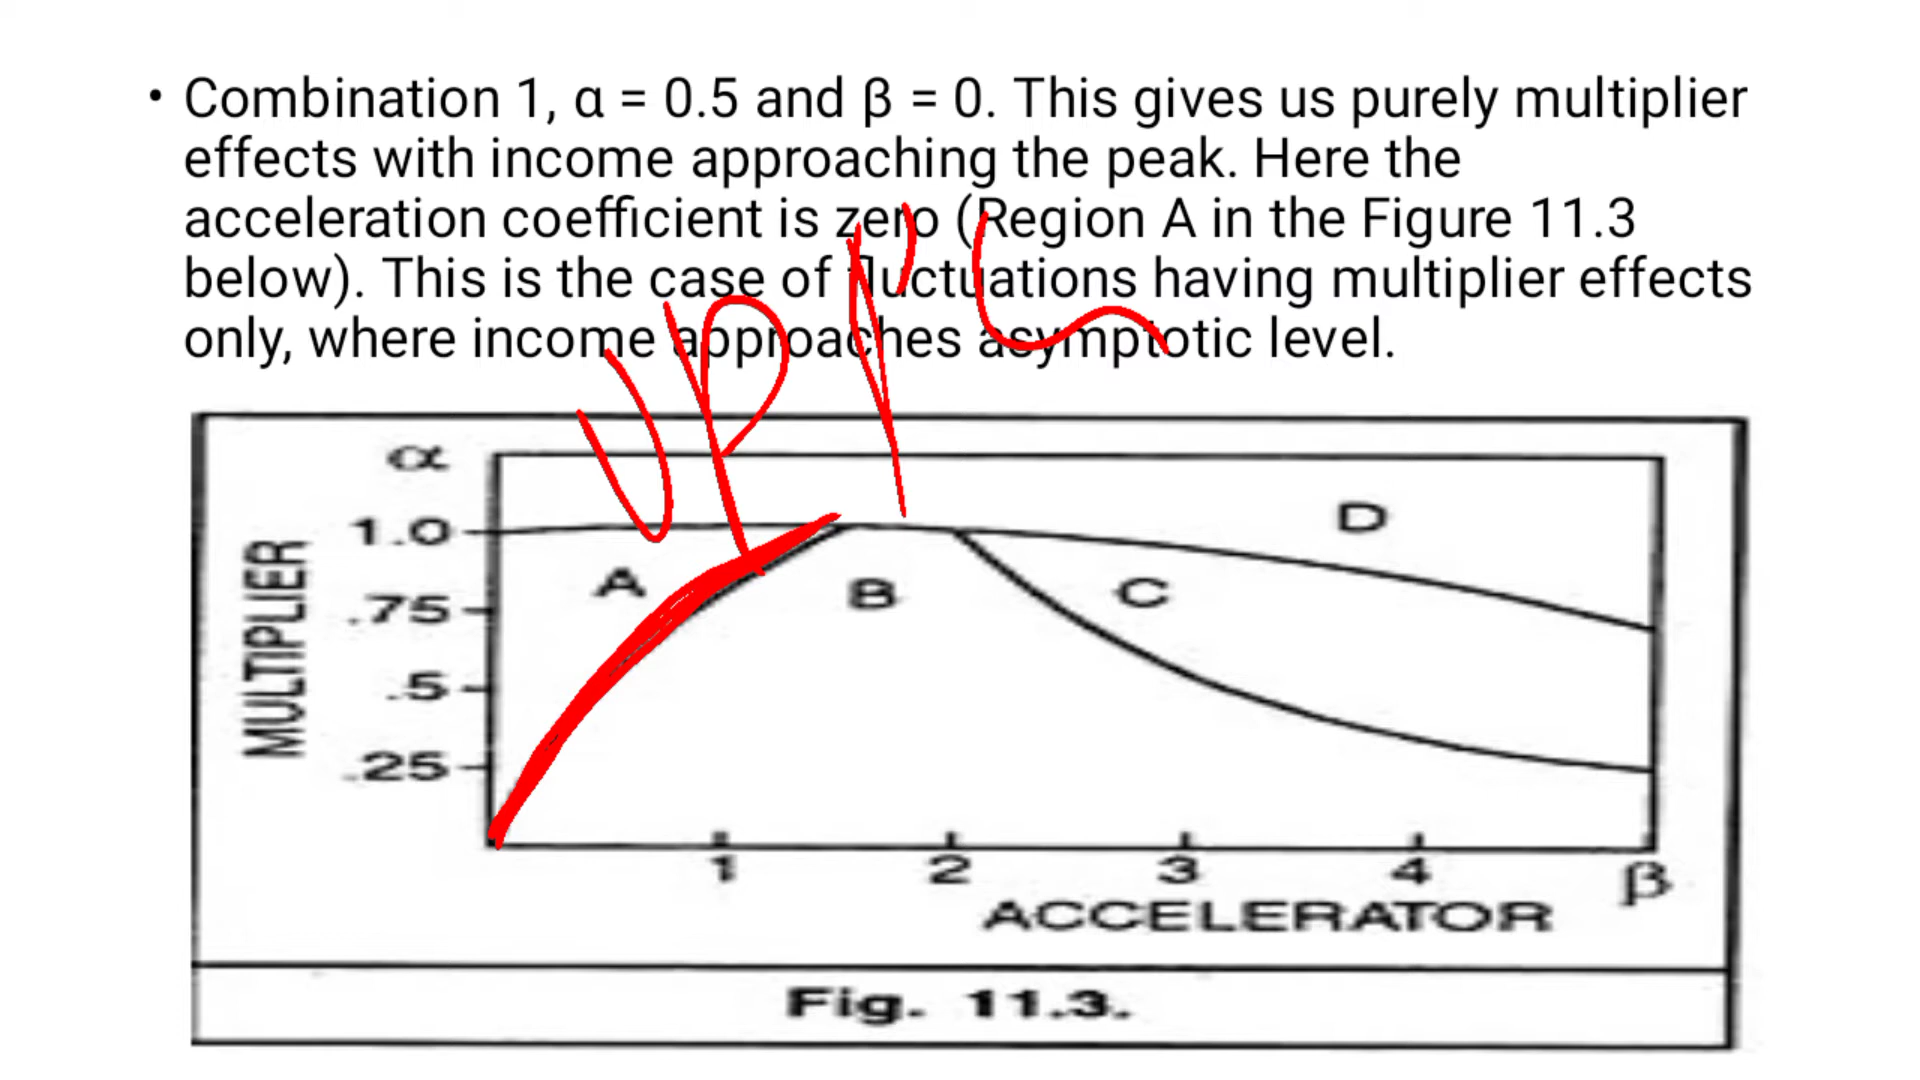 • Combination 1, α = 0.5 and β = 0. This gives us purely multiplier
effects with income approaching the peak. Here the
acceleration coefficient is zero (Region A in the Figure 11.3
below). This is the case of fluctuations having multiplier effects
only, where income approaches asymptotic level.
α
1.0
.75
.5
.25
MULTIPLIER
A
B
C
D
1 2 3 4 β
ACCELERATOR
Fig. 11.3.